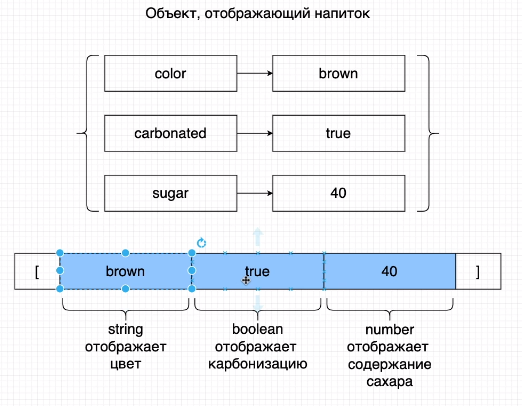 Объект, отображающий напиток
color brown
carbonated true
sugar 40
[ brown true 40 ]
string boolean number
отображает отображает отображает
цвет карбонизацию содержание
сахара